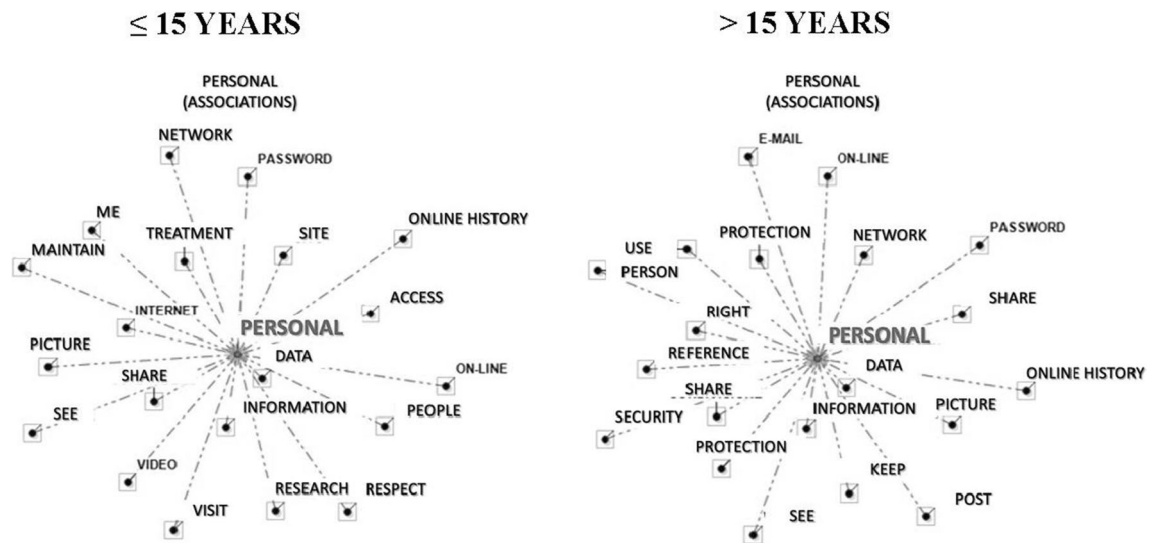 ≤ 15 YEARS
PERSONAL
(ASSOCIATIONS)
NETWORK
PASSWORD
ME
TREATMENT
SITE
ONLINE HISTORY
MAINTAIN
INTERNET
ACCESS
PERSONAL
PICTURE
DATA
SHARE
ON-LINE
SEE
INFORMATION
PEOPLE
VIDEO
RESEARCH
RESPECT
VISIT
> 15 YEARS
PERSONAL
(ASSOCIATIONS)
E-MAIL
ON-LINE
PROTECTION
NETWORK
PASSWORD
USE
PERSON
RIGHT
SHARE
PERSONAL
REFERENCE
DATA
ONLINE HISTORY
SHARE
SECURITY
INFORMATION
PICTURE
PROTECTION
KEEP
POST
SEE